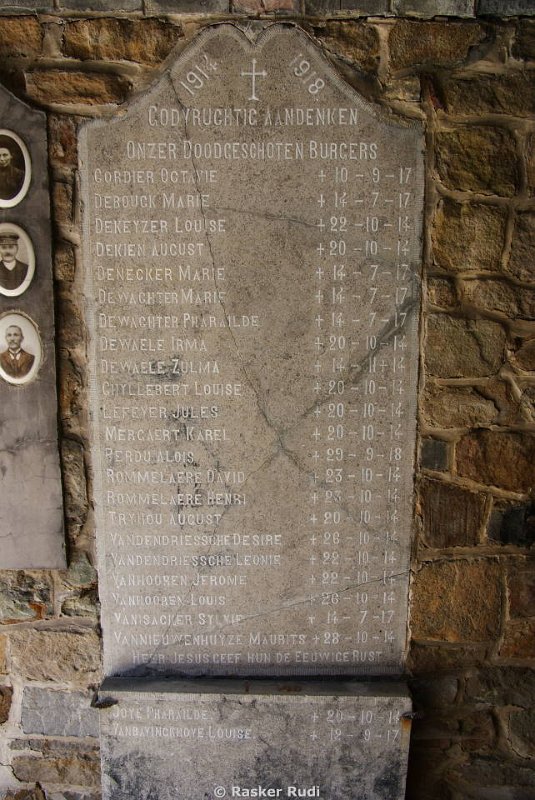 1914 1918
GODVRUCHTIG AANDENKEN
ONZER DOODGESCHOTEN BURGERS
CORDIER OCTAVIE + 10-9-17
DEBOUCK MARIE + 14-7-17
DEKEYZER LOUISE + 22-10-14
DEKIEN AUGUST + 20-10-14
DENECKER MARIE + 14-7-17
DEWACHTER MARIE + 14-7-17
DEWACHTER PHARAILDE + 14-7-17
DEWAELE IRMA + 20-10-14
DEWAELE ZULMA + 14-11-14
GHYLLEBERT LOUISE + 20-10-14
LEFEVER JULES + 20-10-14
MERGAERT KAREL + 20-10-14
PERDU ALOIS + 29-9-18
ROMMELAERE DAVID + 23-10-14
ROMMELAERE HENRI + 23-10-14
TRYHOU AUGUST + 20-10-14
VANDENDRIESSCHE DESIRE + 26-10-14
VANDENDRIESSCHE LEONIE + 22-10-14
VANHOOREN JEROME + 22-10-14
VANHOOREN LOUIS + 26-10-14
VANISACKER SYLVIE + 14-7-17
VANNIEUWENHUYZE MAURITS + 28-10-14
HEER JESUS GEEF HUN DE EEUWIGE RUST
JOYE PHARAILDE. + 20-10-14
VANBAVINCKHOVE LOUISE. + 12-9-17
© Rasker Rudi